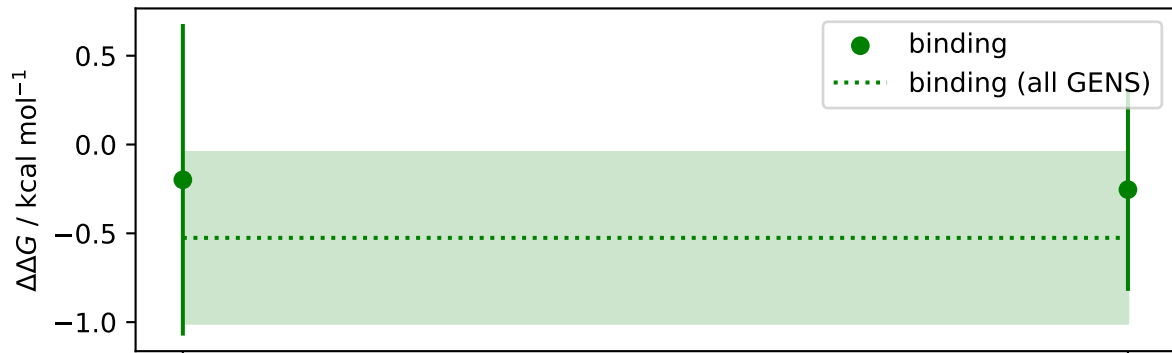 0.5
0.0
−0.5
−1.0
ΔΔG / kcal mol⁻¹
binding
binding (all GENS)